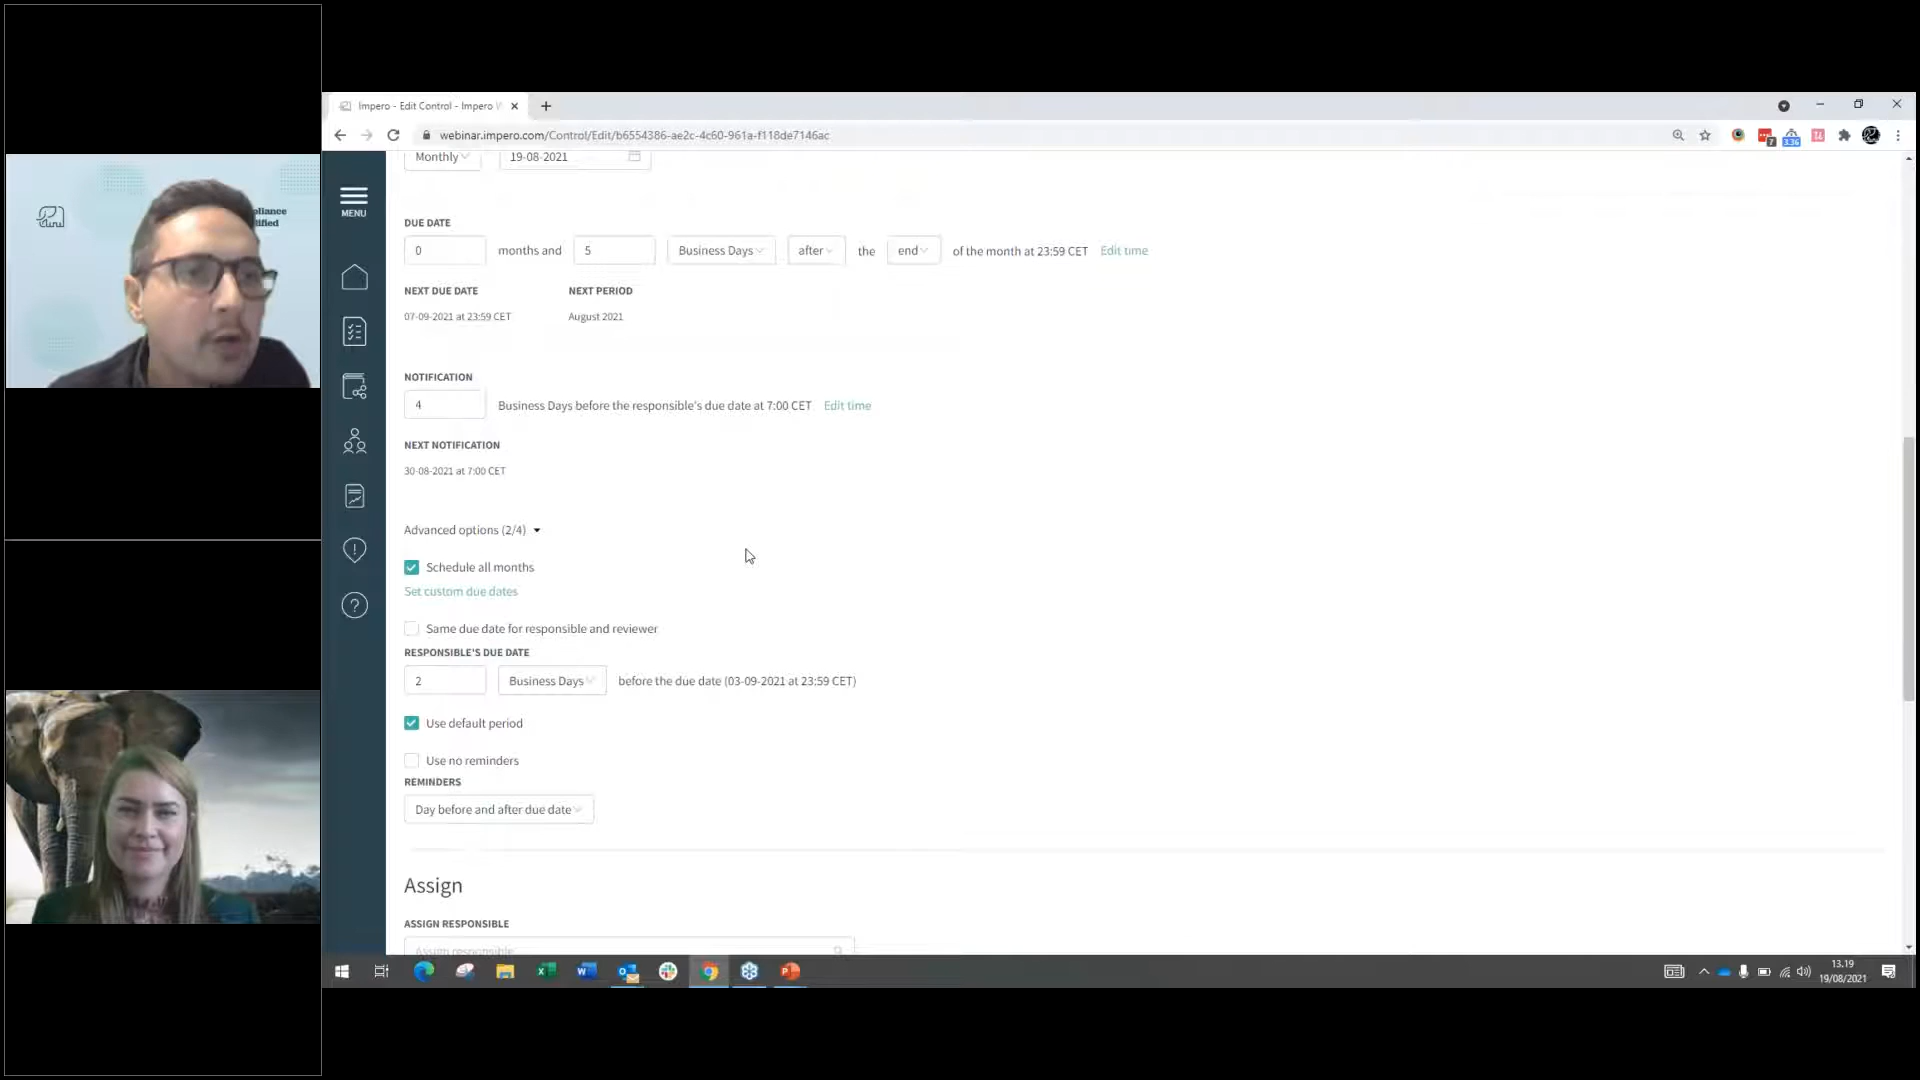 Impero - Edit Control - Impero W
webinar.impero.com/Control/Edit/b6554386-ae2c-4c60-961a-f118de7146ac
7
3.36
MENU
Monthly
19-08-2021
DUE DATE
0 months and 5 Business Days after the end of the month at 23:59 CET Edit time
NEXT DUE DATE NEXT PERIOD
07-09-2021 at 23:59 CET August 2021
NOTIFICATION
4 Business Days before the responsible's due date at 7:00 CET Edit time
NEXT NOTIFICATION
30-08-2021 at 7:00 CET
Advanced options (2/4)
Schedule all months
Set custom due dates
Same due date for responsible and reviewer
RESPONSIBLE'S DUE DATE
2 Business Days before the due date (03-09-2021 at 23:59 CET)
Use default period
Use no reminders
REMINDERS
Day before and after due date
Assign
ASSIGN RESPONSIBLE
Assign responsible
13.19
19/08/2021
pliance
lified